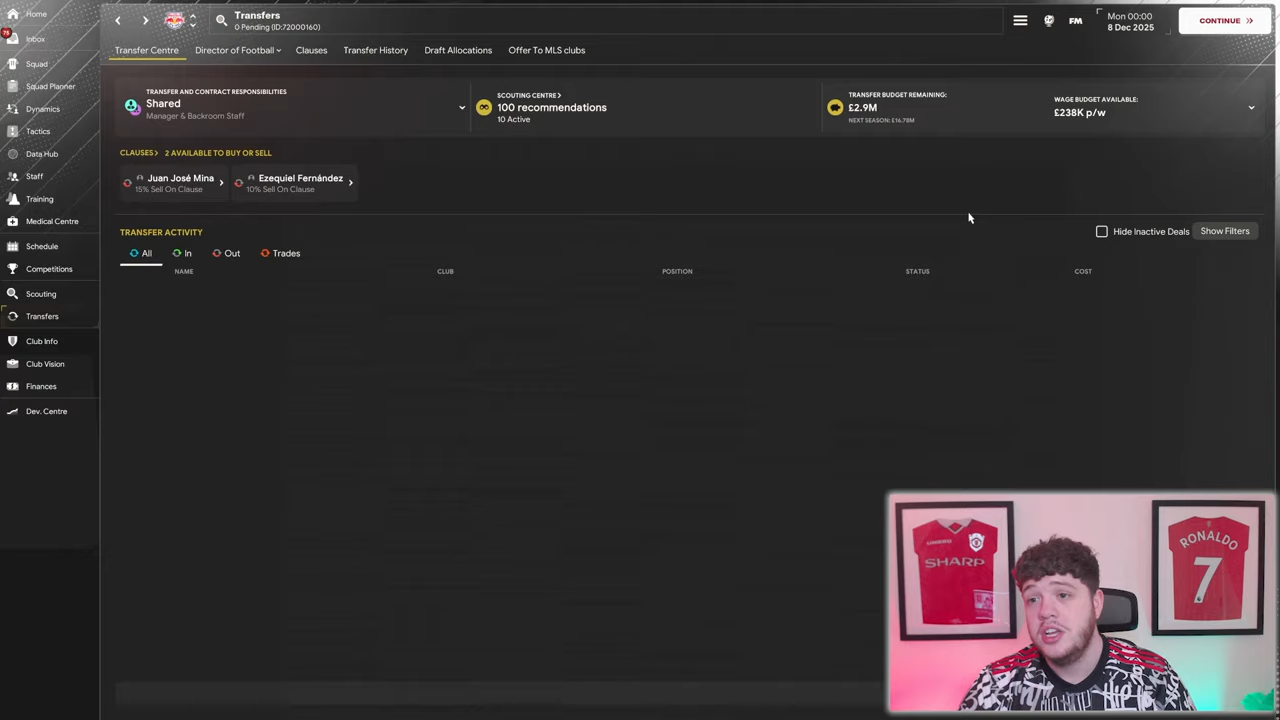 Home
Transfers
0 Pending (ID:72000160)
FM
Mon 00:00
8 Dec 2025
CONTINUE
75
Inbox
Squad
Squad Planner
Dynamics
Tactics
Data Hub
Staff
Training
Medical Centre
Schedule
Competitions
Scouting
Transfers
Club Info
Club Vision
Finances
Dev. Centre
Transfer Centre
Director of Football
Clauses
Transfer History
Draft Allocations
Offer To MLS clubs
TRANSFER AND CONTRACT RESPONSIBILITIES
Shared
Manager & Backroom Staff
SCOUTING CENTRE>
100 recommendations
10 Active
TRANSFER BUDGET REMAINING:
£2.9M
NEXT SEASON: £16.78M
WAGE BUDGET AVAILABLE:
£238K p/w
CLAUSES> 2 AVAILABLE TO BUY OR SELL
Juan José Mina
15% Sell On Clause
Ezequiel Fernández
10% Sell On Clause
TRANSFER ACTIVITY
Hide Inactive Deals
Show Filters
All
In
Out
Trades
NAME
CLUB
POSITION
STATUS
COST
SHARP
RONALDO
7